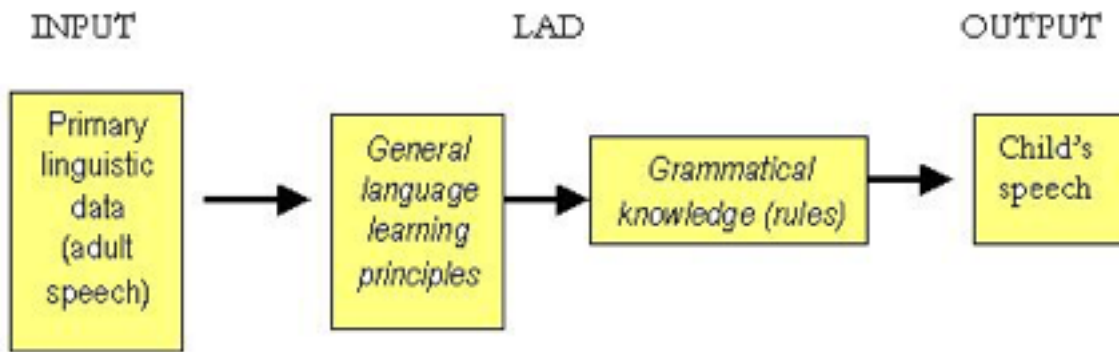 INPUT
LAD
OUTPUT
Primary
linguistic
data
(adult
speech)
General
language
learning
principles
Grammatical
knowledge (rules)
Child's
speech